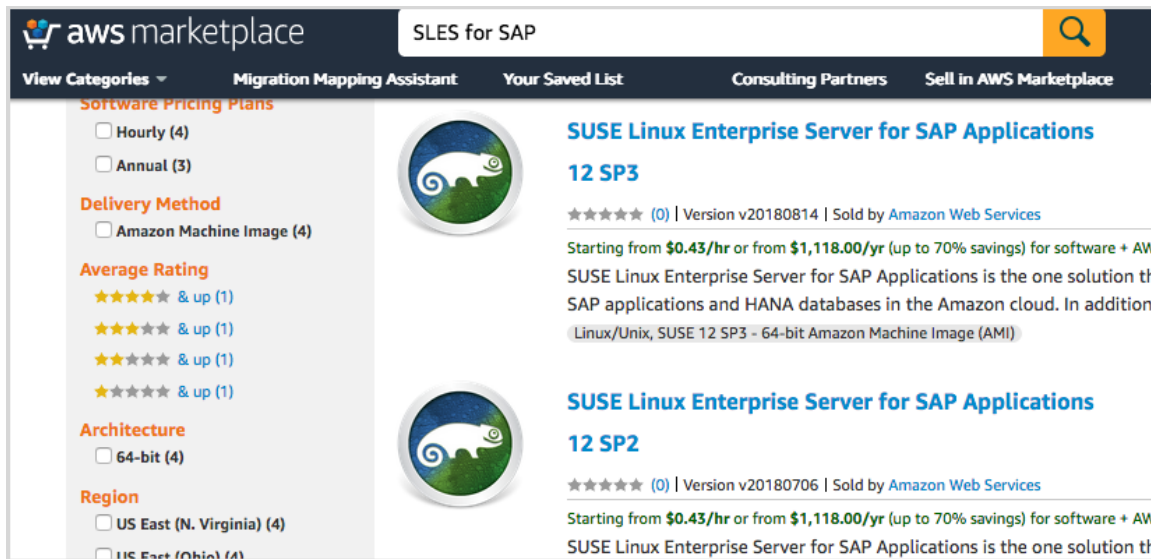 aws marketplace
SLES for SAP
View Categories
Migration Mapping Assistant
Your Saved List
Consulting Partners
Sell in AWS Marketplace
Software Pricing Plans
Hourly (4)
Annual (3)
Delivery Method
Amazon Machine Image (4)
Average Rating
& up (1)
& up (1)
& up (1)
& up (1)
Architecture
64-bit (4)
Region
US East (N. Virginia) (4)
US East (Ohio) (4)
SUSE Linux Enterprise Server for SAP Applications
12 SP3
(0) | Version v20180814 | Sold by Amazon Web Services
Starting from $0.43/hr or from $1,118.00/yr (up to 70% savings) for software + AW
SUSE Linux Enterprise Server for SAP Applications is the one solution th
SAP applications and HANA databases in the Amazon cloud. In addition
Linux/Unix, SUSE 12 SP3 - 64-bit Amazon Machine Image (AMI)
SUSE Linux Enterprise Server for SAP Applications
12 SP2
(0) | Version v20180706 | Sold by Amazon Web Services
Starting from $0.43/hr or from $1,118.00/yr (up to 70% savings) for software + AW
SUSE Linux Enterprise Server for SAP Applications is the one solution th